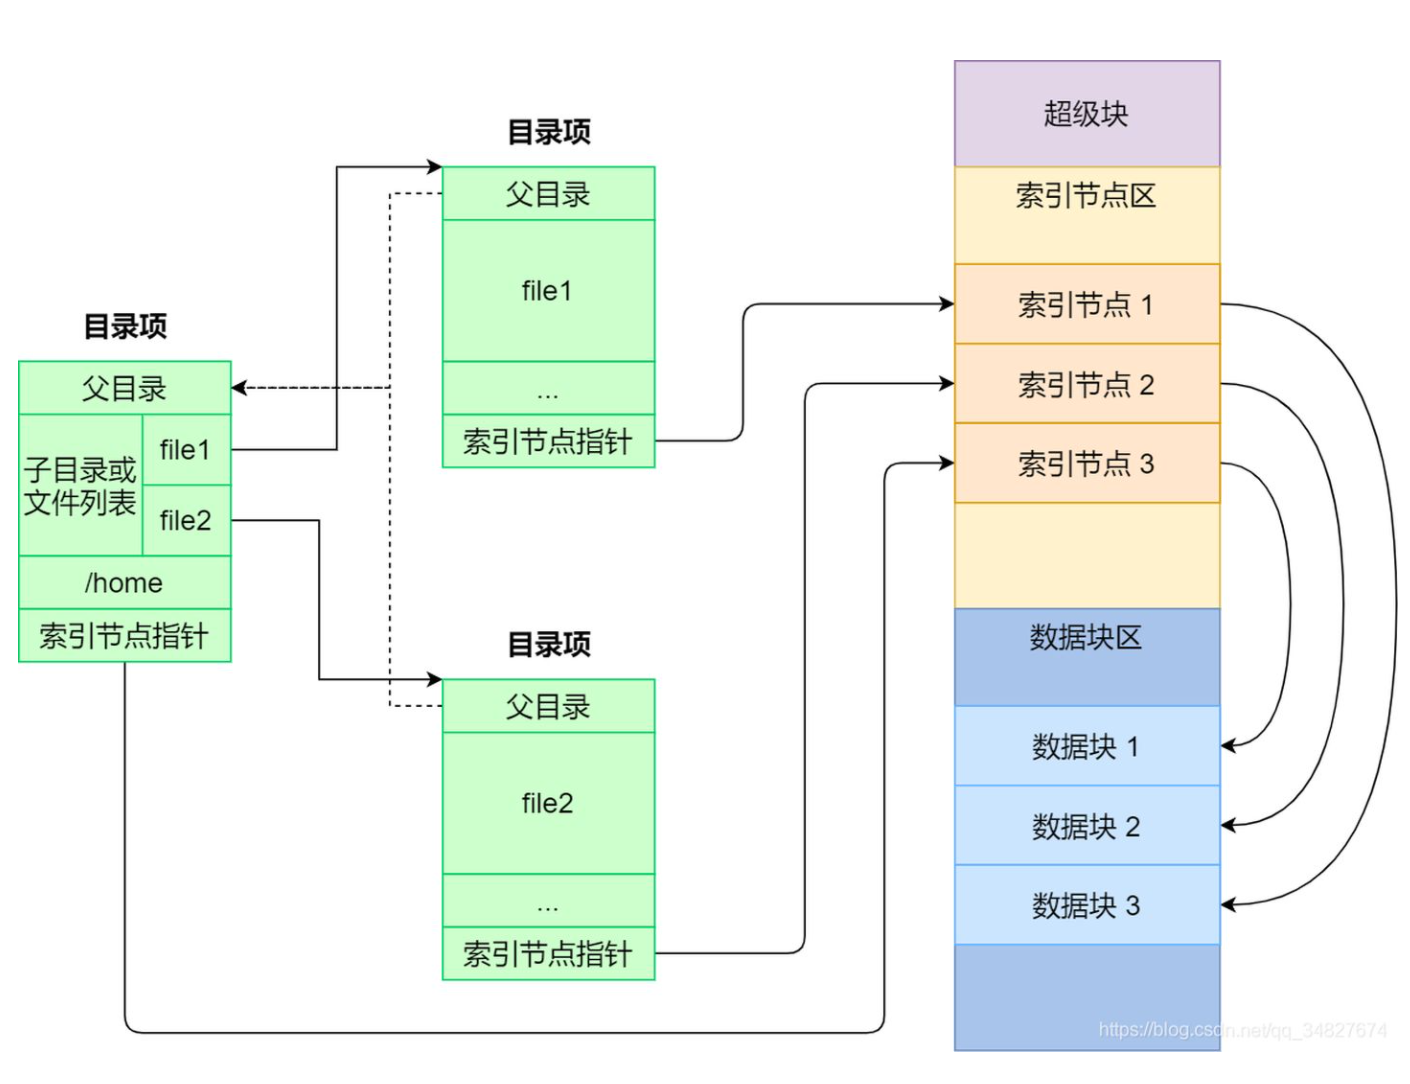 目录项
父目录
子目录或
文件列表
file1
file2
/home
索引节点指针
目录项
父目录
file1
...
索引节点指针
目录项
父目录
file2
...
索引节点指针
超级块
索引节点区
索引节点 1
索引节点 2
索引节点 3
数据块区
数据块 1
数据块 2
数据块 3
https://blog.csdn.net/qq_34827674